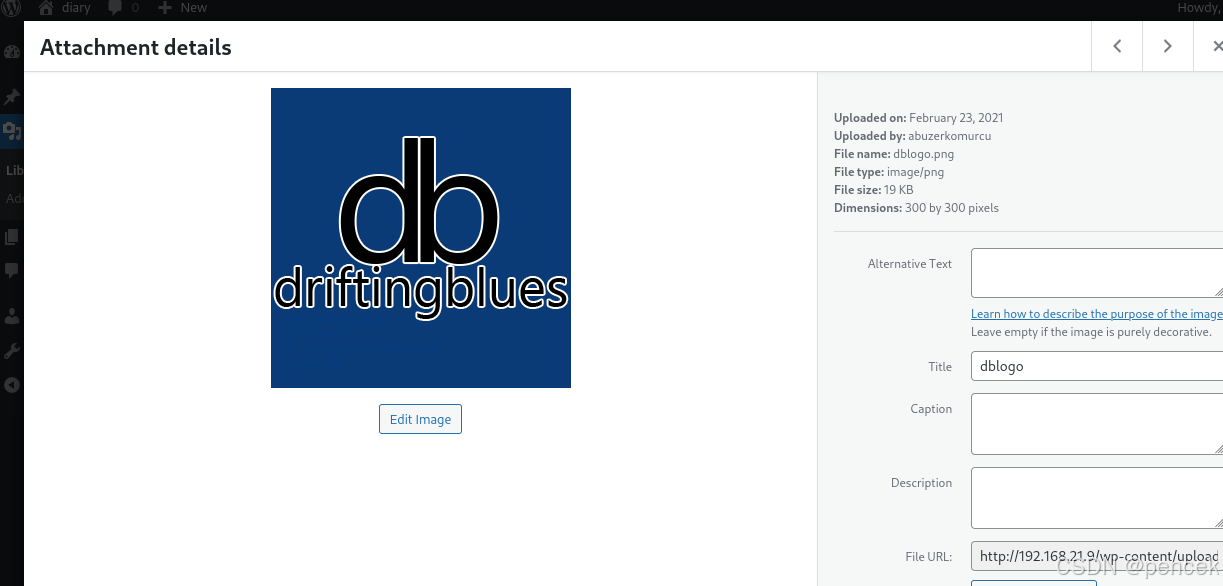 diary 0 New Howdy,
Attachment details
db
driftingblues
Edit Image
Uploaded on: February 23, 2021
Uploaded by: abuzerkomurcu
File name: dblogo.png
File type: image/png
File size: 19 KB
Dimensions: 300 by 300 pixels
Lib
Add
Alternative Text
Learn how to describe the purpose of the image
Leave empty if the image is purely decorative.
Title
dblogo
Caption
Description
File URL:
http://192.168.21.9/wp-content/upload
CSDN @pencek